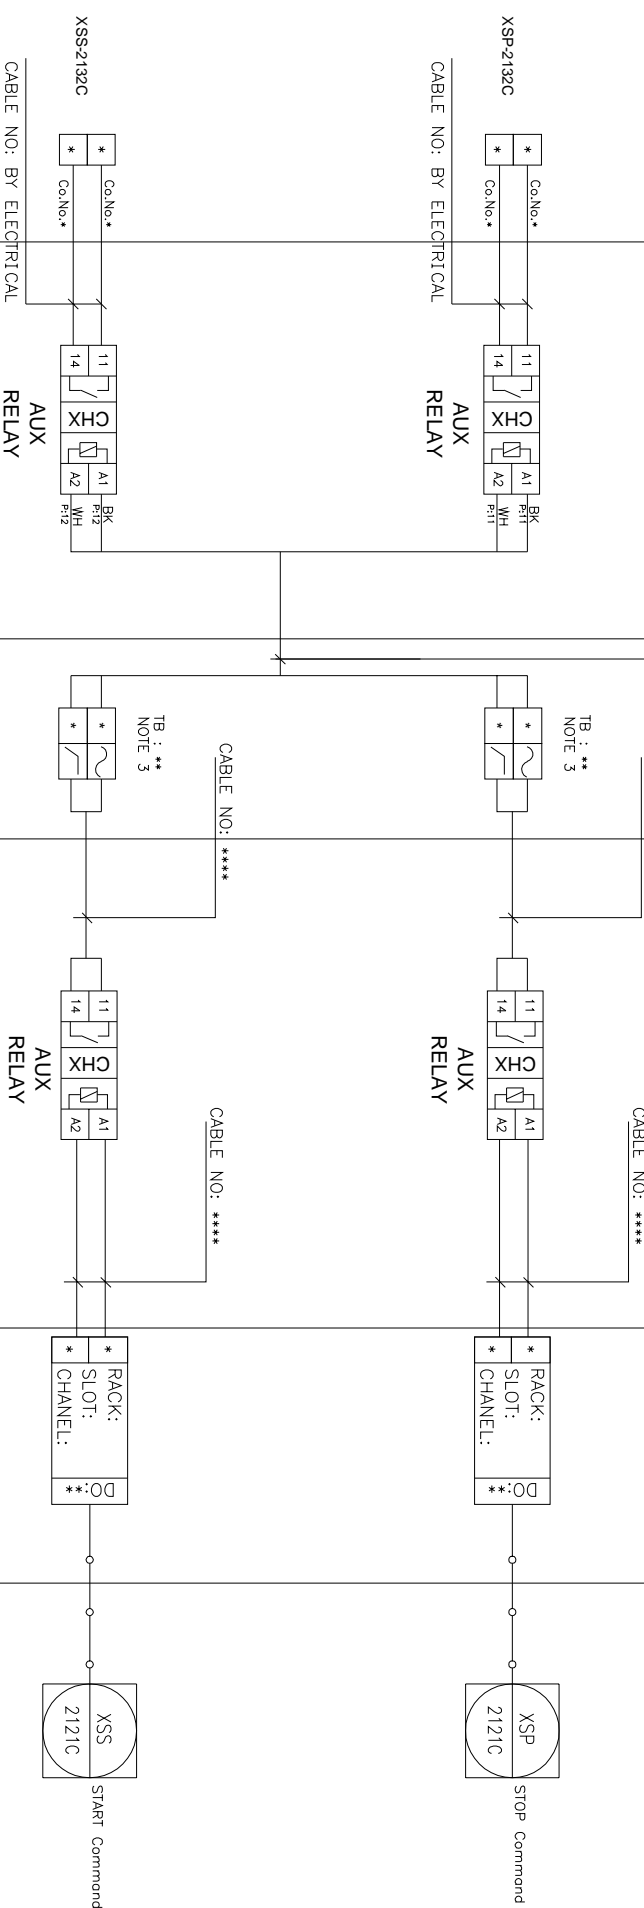 XSP-2132C
CABLE NO: BY ELECTRICAL
*
*
Co.No.*
Co.No.*
11
14
CHX
A1
A2
AUX
RELAY
BK
P:11
WH
P:11
TB : **
NOTE 3
*
*
11
14
CHX
A1
A2
AUX
RELAY
CABLE NO: ****
*
*
RACK:
SLOT:
CHANEL:
DO:**
XSP
2121C
STOP Command
XSS-2132C
CABLE NO: BY ELECTRICAL
*
*
Co.No.*
Co.No.*
11
14
CHX
A1
A2
AUX
RELAY
BK
P:12
WH
P:12
TB : **
NOTE 3
*
*
CABLE NO: ****
11
14
CHX
A1
A2
AUX
RELAY
CABLE NO: ****
*
*
RACK:
SLOT:
CHANEL:
DO:**
XSS
2121C
START Command